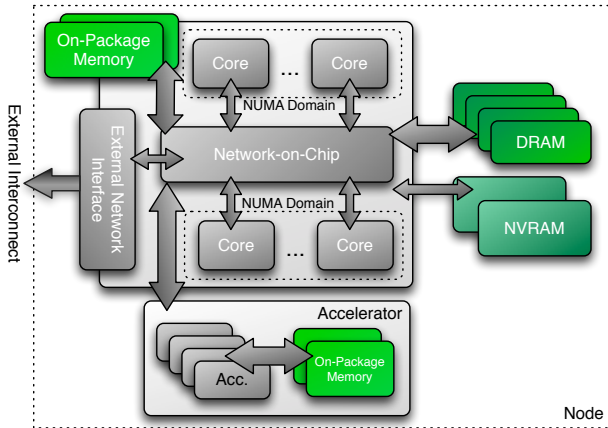 On-Package
Memory
Core
...
Core
NUMA Domain
External Interconnect
External Network
Interface
Network-on-Chip
DRAM
NVRAM
NUMA Domain
Core
...
Core
Accelerator
Acc.
On-Package
Memory
Node